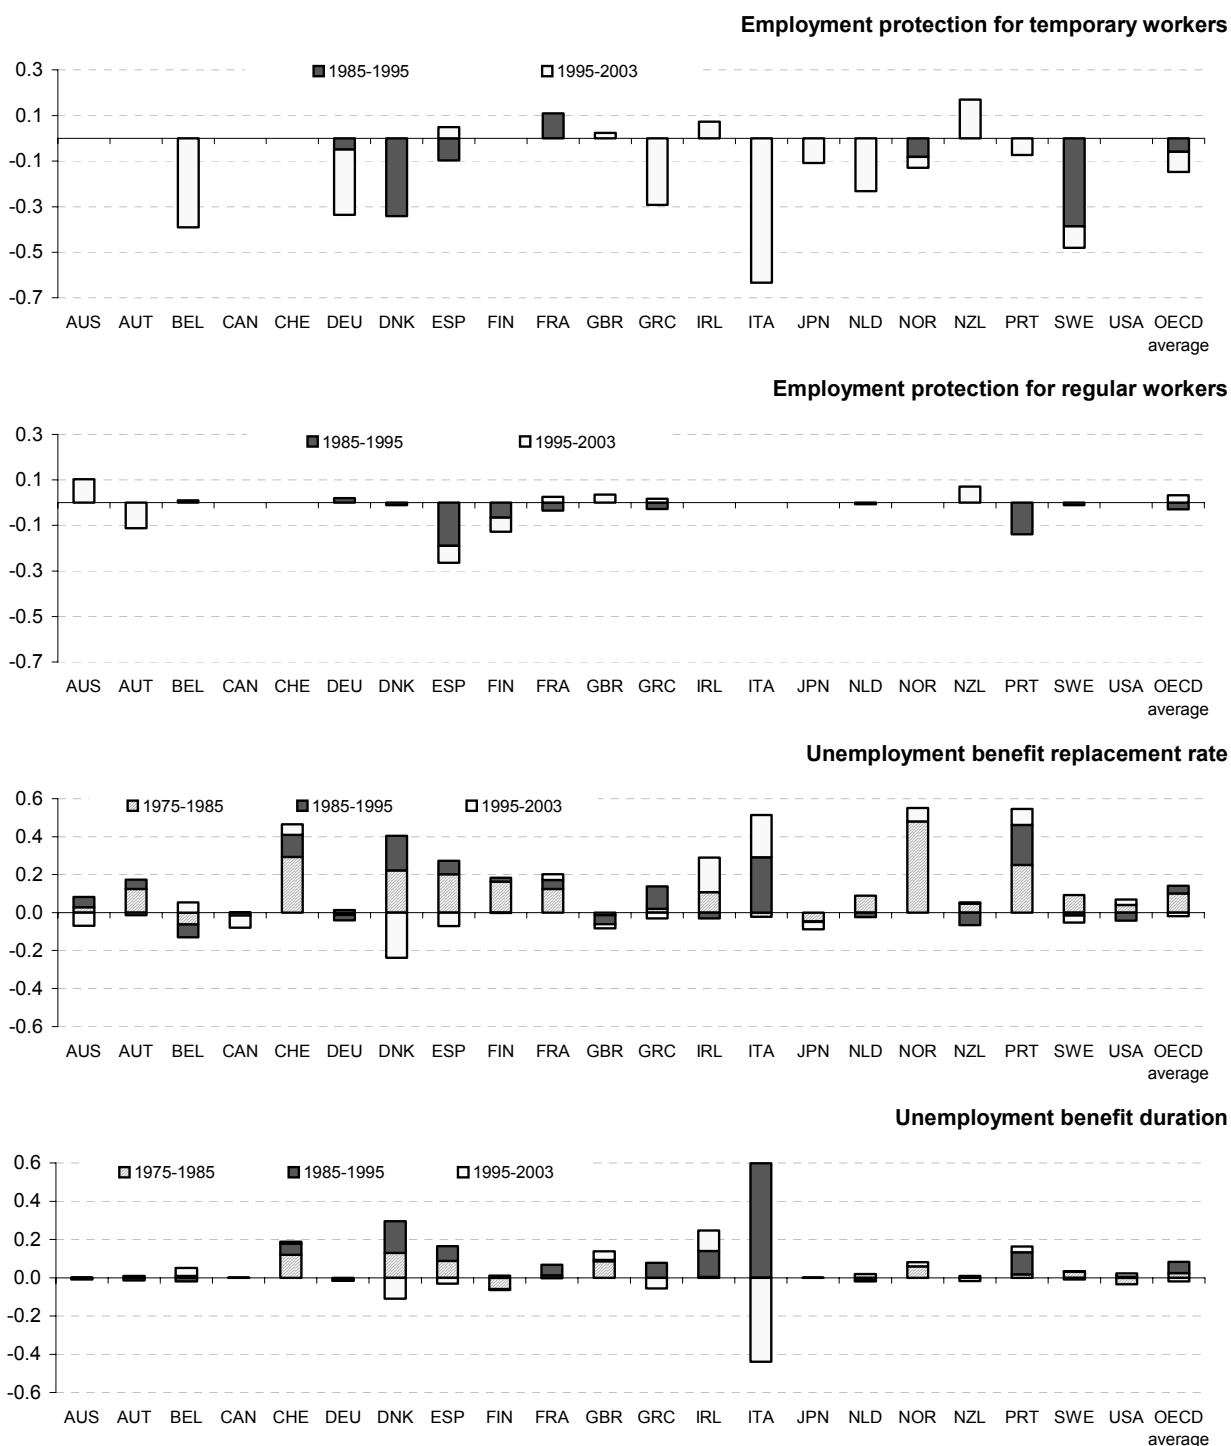 Employment protection for temporary workers
1985-1995 1995-2003
0.3
0.1
-0.1
-0.3
-0.5
-0.7
AUS AUT BEL CAN CHE DEU DNK ESP FIN FRA GBR GRC IRL ITA JPN NLD NOR NZL PRT SWE USA OECD
average
Employment protection for regular workers
1985-1995 1995-2003
0.3
0.1
-0.1
-0.3
-0.5
-0.7
AUS AUT BEL CAN CHE DEU DNK ESP FIN FRA GBR GRC IRL ITA JPN NLD NOR NZL PRT SWE USA OECD
average
Unemployment benefit replacement rate
1975-1985 1985-1995 1995-2003
0.6
0.4
0.2
0.0
-0.2
-0.4
-0.6
AUS AUT BEL CAN CHE DEU DNK ESP FIN FRA GBR GRC IRL ITA JPN NLD NOR NZL PRT SWE USA OECD
average
Unemployment benefit duration
1975-1985 1985-1995 1995-2003
0.6
0.4
0.2
0.0
-0.2
-0.4
-0.6
AUS AUT BEL CAN CHE DEU DNK ESP FIN FRA GBR GRC IRL ITA JPN NLD NOR NZL PRT SWE USA OECD
average